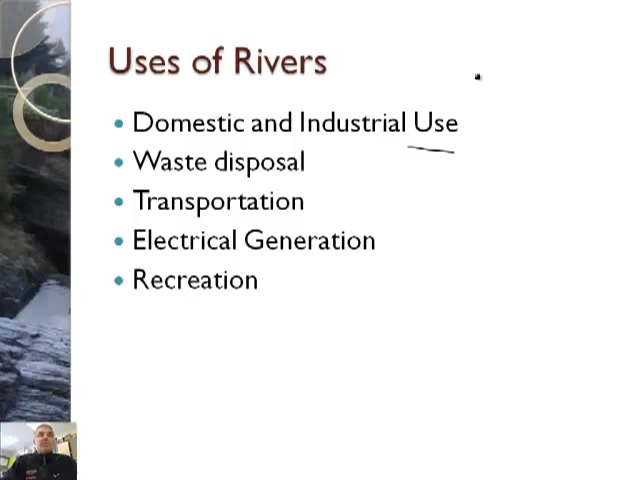 Uses of Rivers
Domestic and Industrial Use
Waste disposal
Transportation
Electrical Generation
Recreation